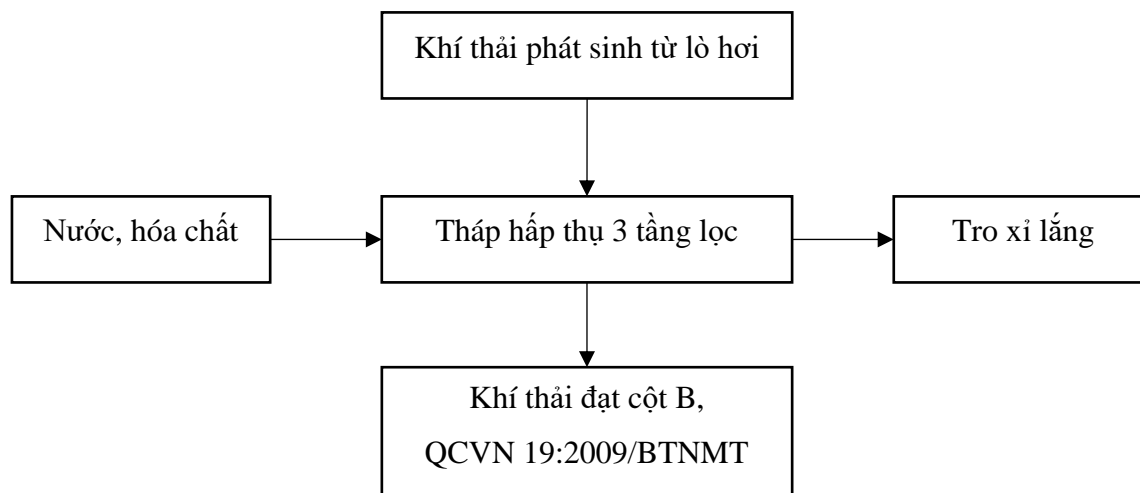 Khí thải phát sinh từ lò hơi
Nước, hóa chất
Tháp hấp thụ 3 tầng lọc
Tro xỉ lắng
Khí thải đạt cột B,
QCVN 19:2009/BTNMT